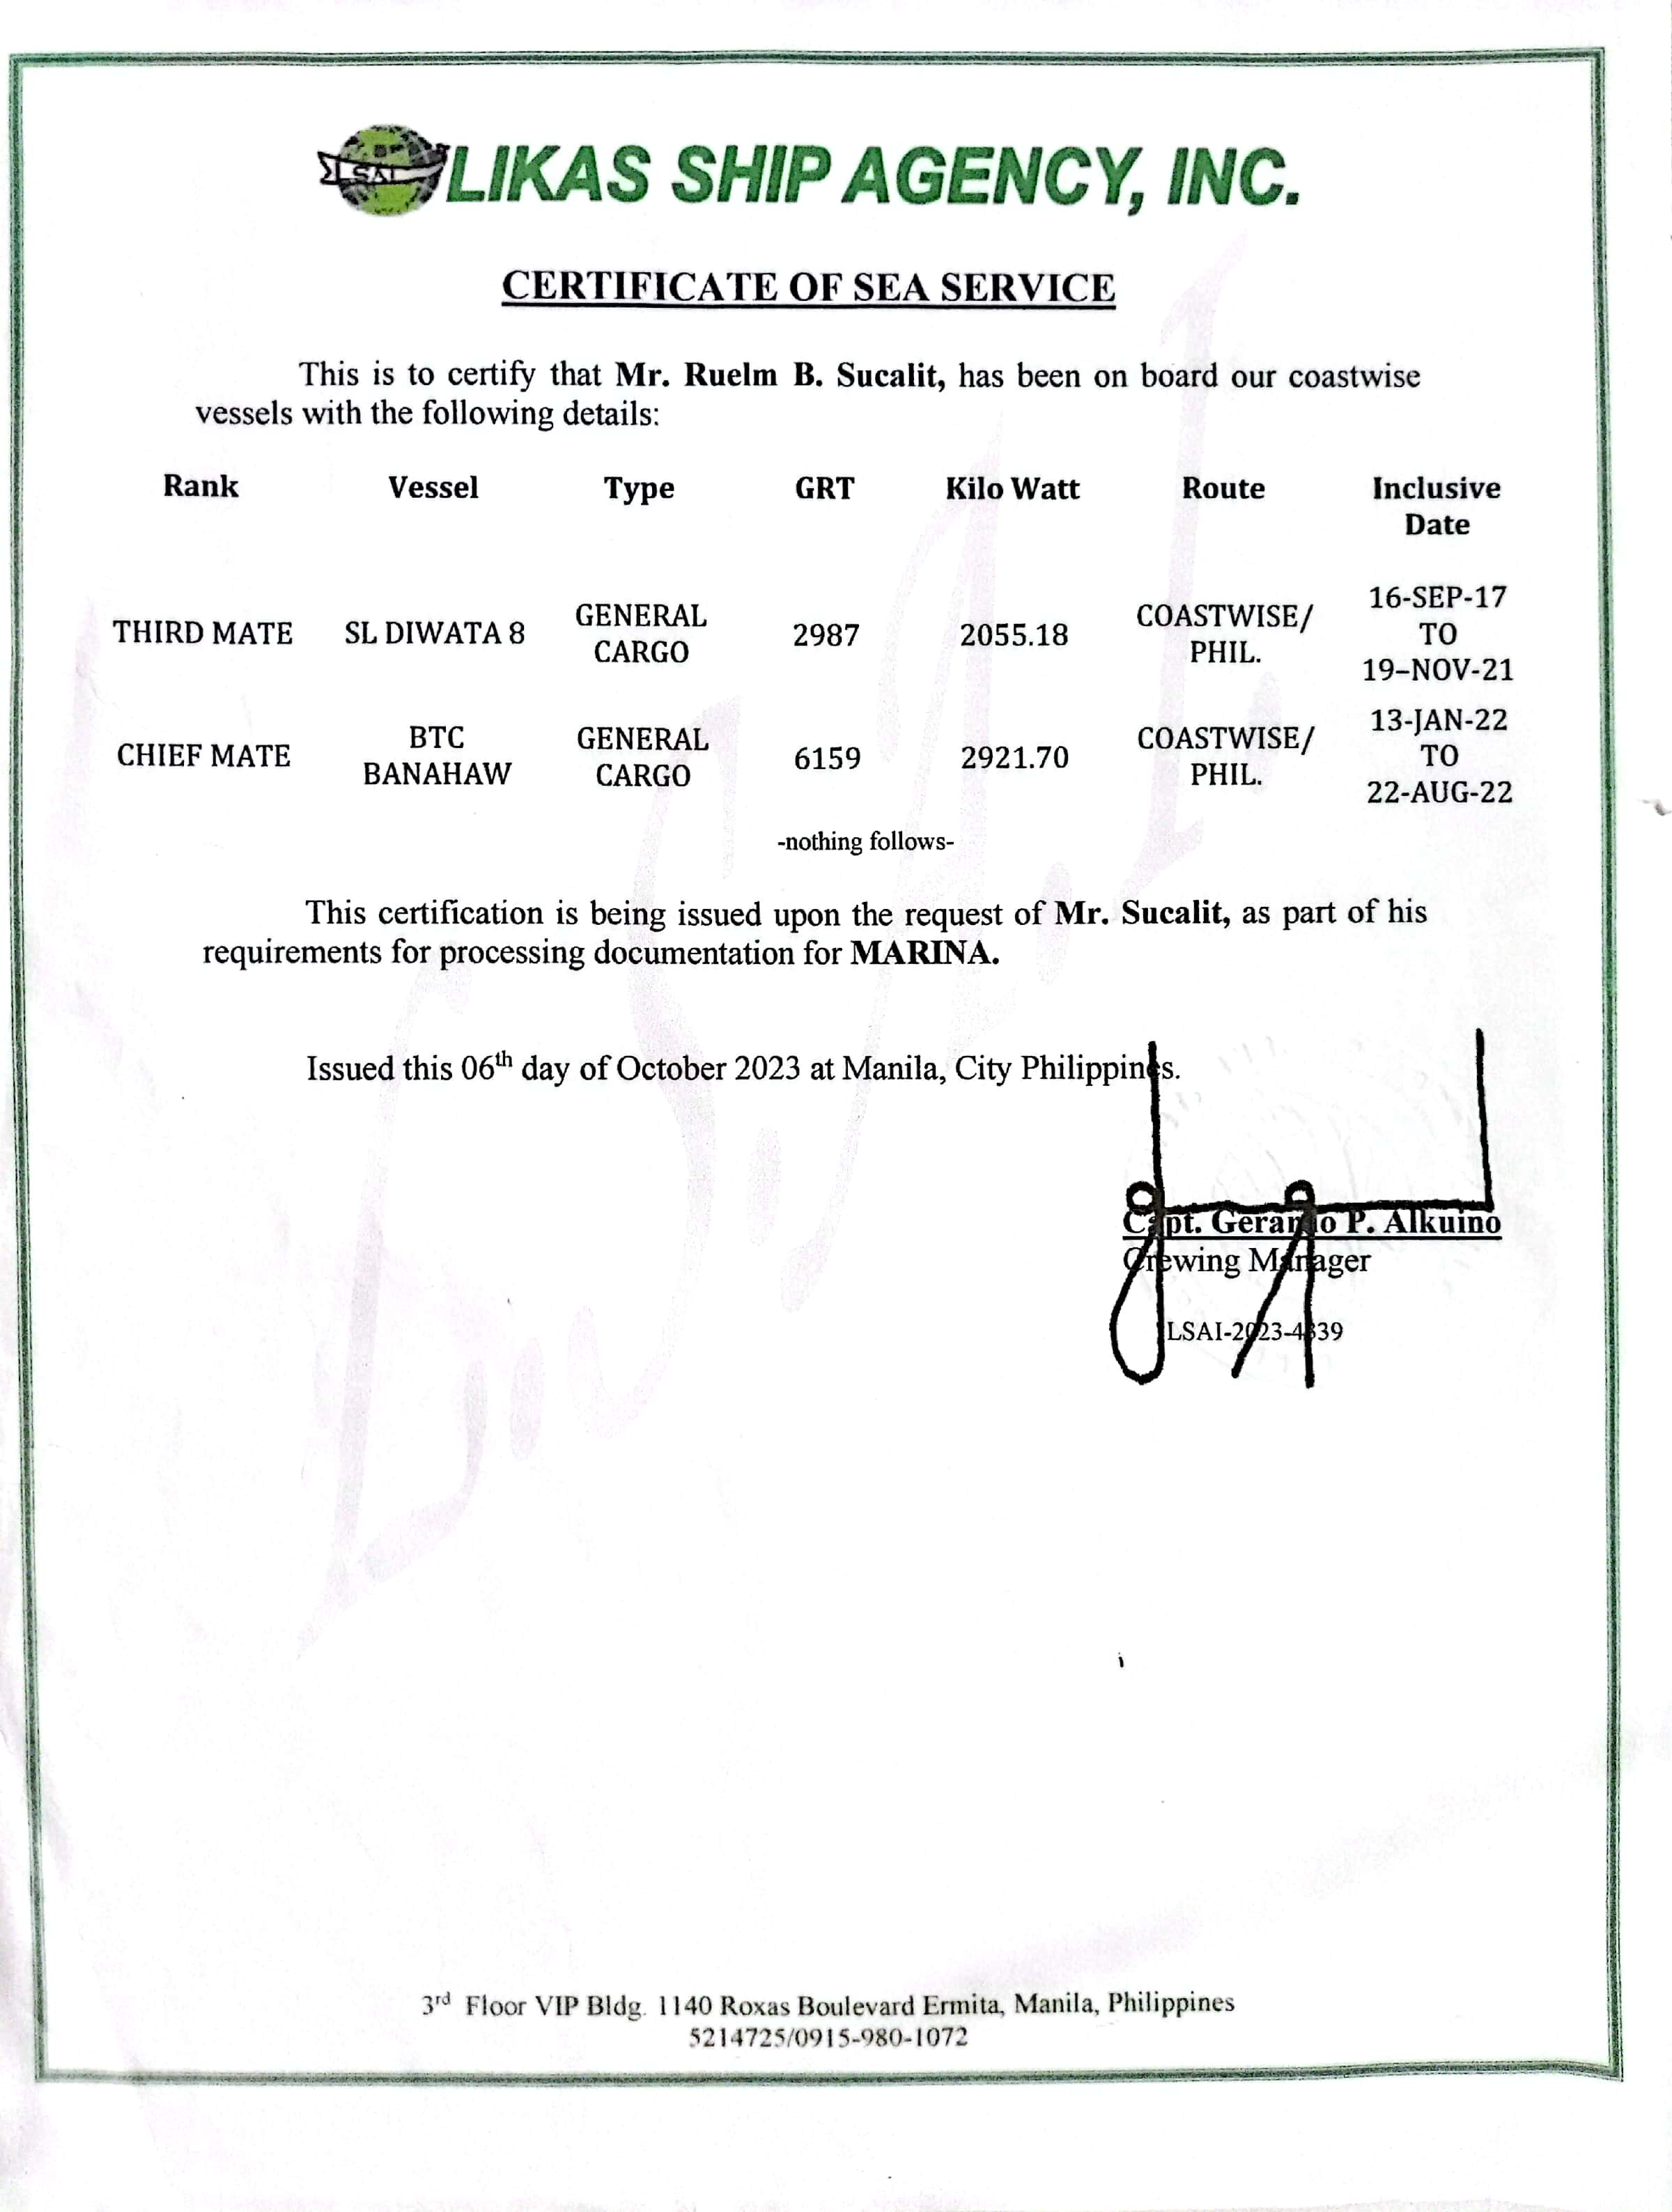 LSAI
LIKAS SHIP AGENCY, INC.
CERTIFICATE OF SEA SERVICE
This is to certify that Mr. Ruelm B. Sucalit, has been on board our coastwise
vessels with the following details:
Rank Vessel Type GRT Kilo Watt Route Inclusive Date
THIRD MATE SL DIWATA 8 GENERAL CARGO 2987 2055.18 COASTWISE/ PHIL. 16-SEP-17 TO 19–NOV-21
CHIEF MATE BTC BANAHAW GENERAL CARGO 6159 2921.70 COASTWISE/ PHIL. 13-JAN-22 TO 22-AUG-22
-nothing follows-
This certification is being issued upon the request of Mr. Sucalit, as part of his
requirements for processing documentation for MARINA.
Issued this 06th day of October 2023 at Manila, City Philippines.
Capt. Gerardo P. Alkuino
Crewing Manager
LSAI-2023-4339
3rd Floor VIP Bldg. 1140 Roxas Boulevard Ermita, Manila, Philippines
5214725/0915-980-1072